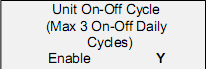 Unit On-Off Cycle
(Max 3 On-Off Daily
Cycles)
Enable Y